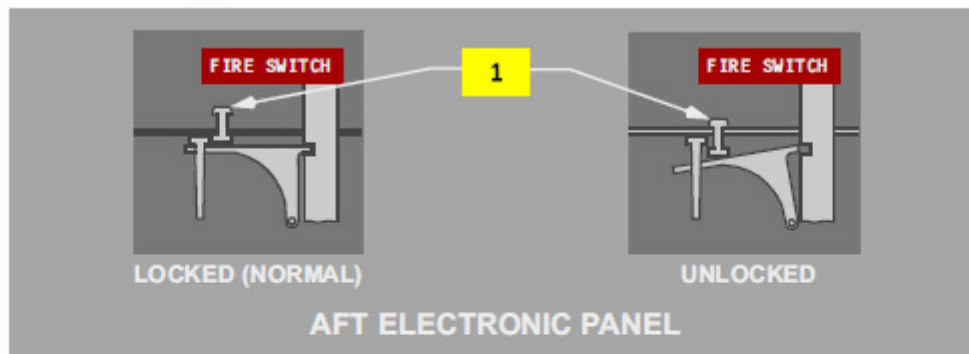 FIRE SWITCH
1
FIRE SWITCH
LOCKED (NORMAL)
UNLOCKED
AFT ELECTRONIC PANEL